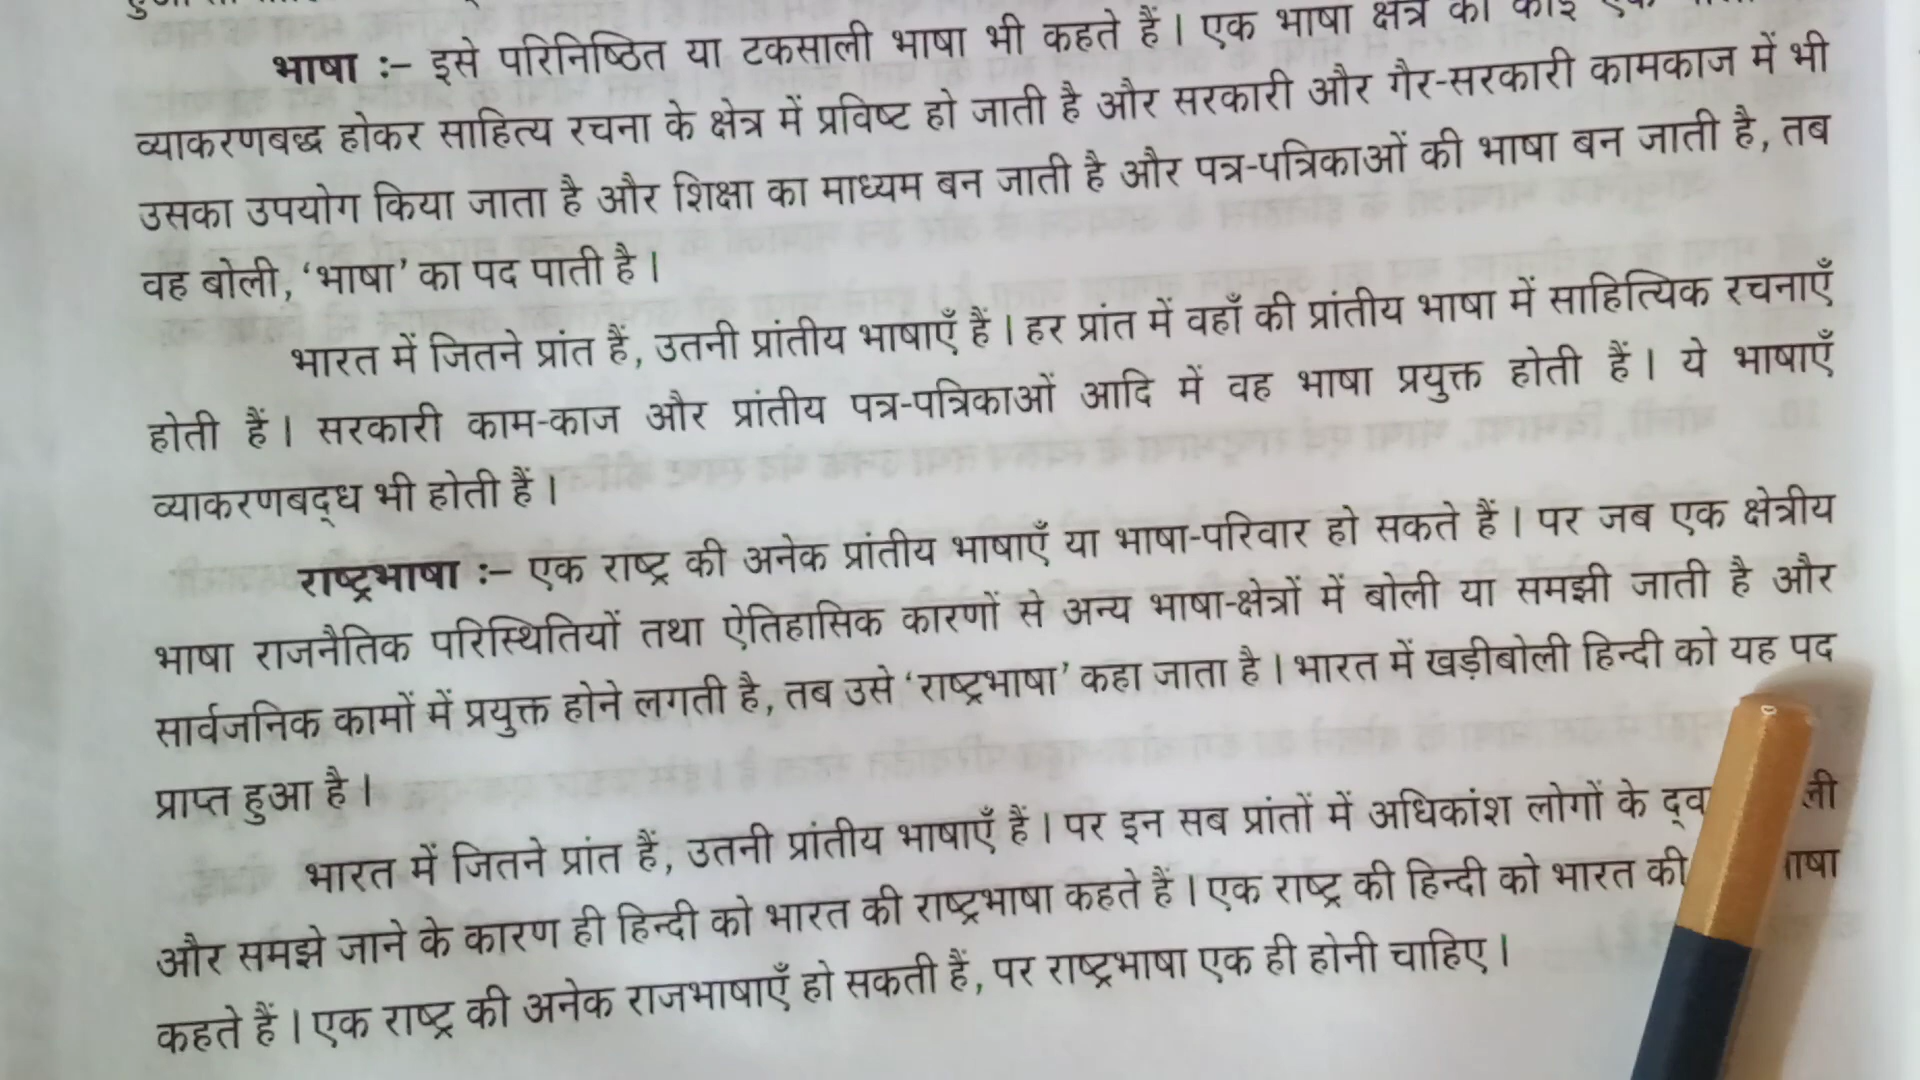 भाषा :– इसे परिनिष्ठित या टकसाली भाषा भी कहते हैं। एक भाषा क्षेत्र की कोई एक
व्याकरणबद्ध होकर साहित्य रचना के क्षेत्र में प्रविष्ट हो जाती है और सरकारी और गैर-सरकारी कामकाज में भी
उसका उपयोग किया जाता है और शिक्षा का माध्यम बन जाती है और पत्र-पत्रिकाओं की भाषा बन जाती है, तब
वह बोली, ‘भाषा’ का पद पाती है।
भारत में जितने प्रांत हैं, उतनी प्रांतीय भाषाएँ हैं। हर प्रांत में वहाँ की प्रांतीय भाषा में साहित्यिक रचनाएँ
होती हैं। सरकारी काम-काज और प्रांतीय पत्र-पत्रिकाओं आदि में वह भाषा प्रयुक्त होती हैं। ये भाषाएँ
व्याकरणबद्‌ध भी होती हैं।
राष्ट्रभाषा :– एक राष्ट्र की अनेक प्रांतीय भाषाएँ या भाषा-परिवार हो सकते हैं। पर जब एक क्षेत्रीय
भाषा राजनैतिक परिस्थितियों तथा ऐतिहासिक कारणों से अन्य भाषा-क्षेत्रों में बोली या समझी जाती है और
सार्वजनिक कामों में प्रयुक्त होने लगती है, तब उसे ‘राष्ट्रभाषा’ कहा जाता है। भारत में खड़ीबोली हिन्दी को यह पद
प्राप्त हुआ है।
भारत में जितने प्रांत हैं, उतनी प्रांतीय भाषाएँ हैं। पर इन सब प्रांतों में अधिकांश लोगों के
और समझे जाने के कारण ही हिन्दी को भारत की राष्ट्रभाषा कहते हैं। एक राष्ट्र की हिन्दी को भारत की
कहते हैं। एक राष्ट्र की अनेक राजभाषाएँ हो सकती हैं, पर राष्ट्रभाषा एक ही होनी चाहिए।